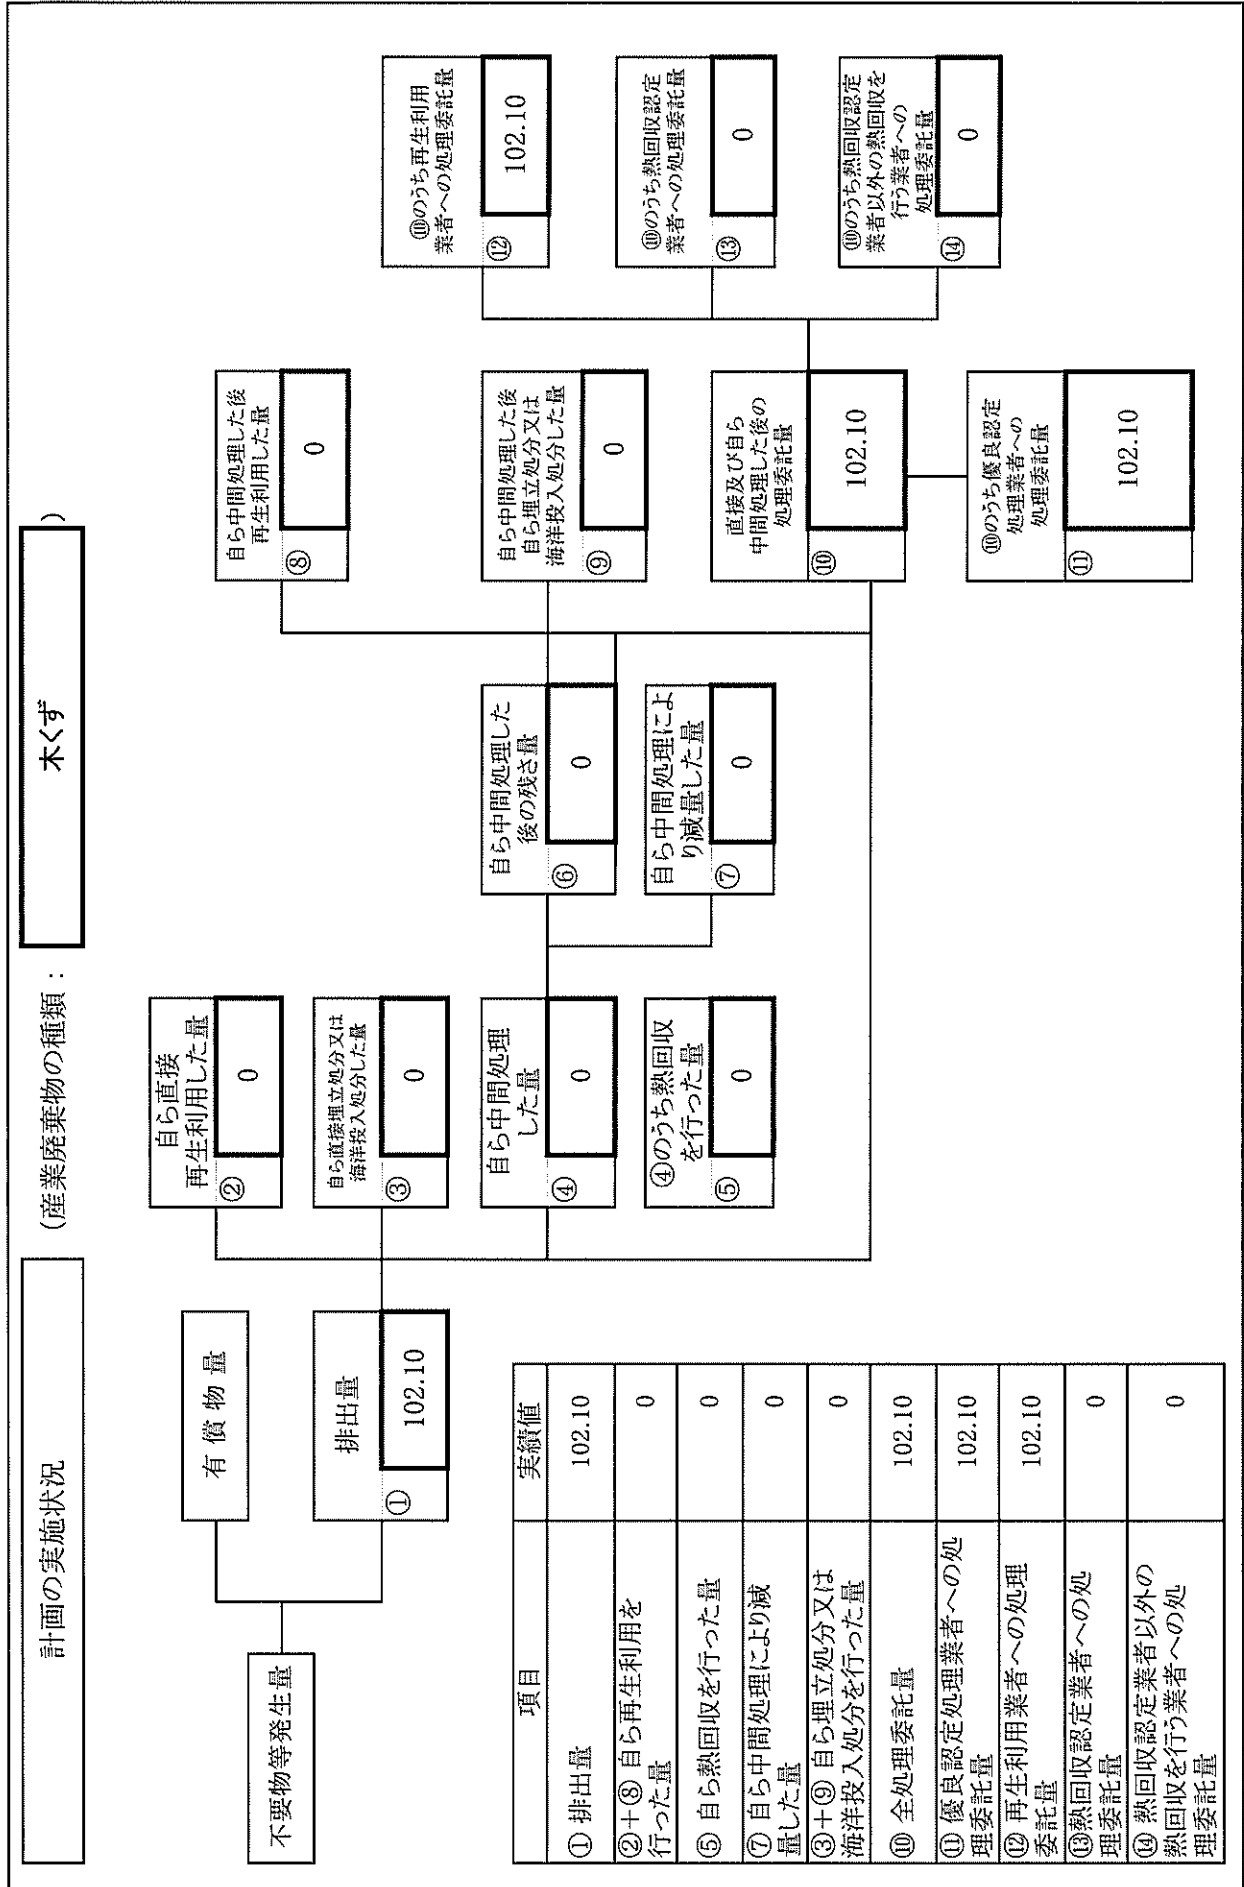 計画の実施状況
(産業廃棄物の種類：
木くず
)
不要物等発生量
有 償 物 量
排出量
①
102.10
自ら直接
再生利用した量
②
0
自ら直接埋立処分又は
海洋投入処分した量
③
0
自ら中間処理
した量
④
0
④のうち熱回収
を行った量
⑤
0
自ら中間処理した
後の残さ量
⑥
0
自ら中間処理によ
り減量した量
⑦
0
自ら中間処理した後
再生利用した量
⑧
0
自ら中間処理した後
自ら埋立処分又は
海洋投入処分した量
⑨
0
直接及び自ら
中間処理した後の
処理委託量
⑩
102.10
⑩のうち優良認定
処理業者への
処理委託量
⑪
102.10
⑩のうち再生利用
業者への処理委託量
⑫
102.10
⑩のうち熱回収認定
業者への処理委託量
⑬
0
⑩のうち熱回収認定
業者以外の熱回収を
行う業者への
処理委託量
⑭
0
項目
実績値
① 排出量
102.10
②＋⑧ 自ら再生利用を
行った量
0
⑤ 自ら熱回収を行った量
0
⑦ 自ら中間処理により減
量した量
0
③＋⑨ 自ら埋立処分又は
海洋投入処分を行った量
0
⑩ 全処理委託量
102.10
⑪ 優良認定処理業者への処
理委託量
102.10
⑫ 再生利用業者への処理
委託量
102.10
⑬熱回収認定業者への処
理委託量
0
⑭ 熱回収認定業者以外の
熱回収を行う業者への処
理委託量
0